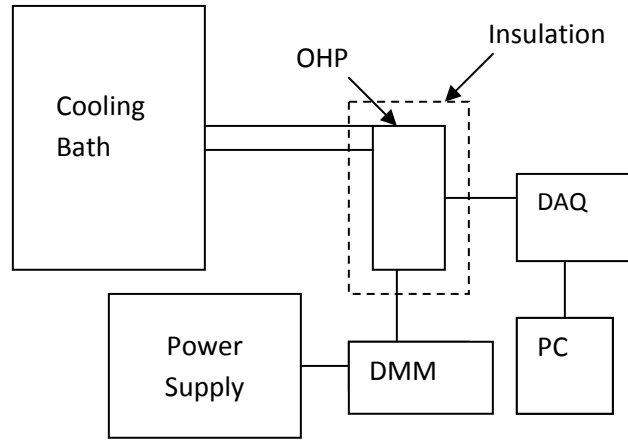 Insulation
OHP
Cooling
Bath
DAQ
Power
Supply
DMM
PC